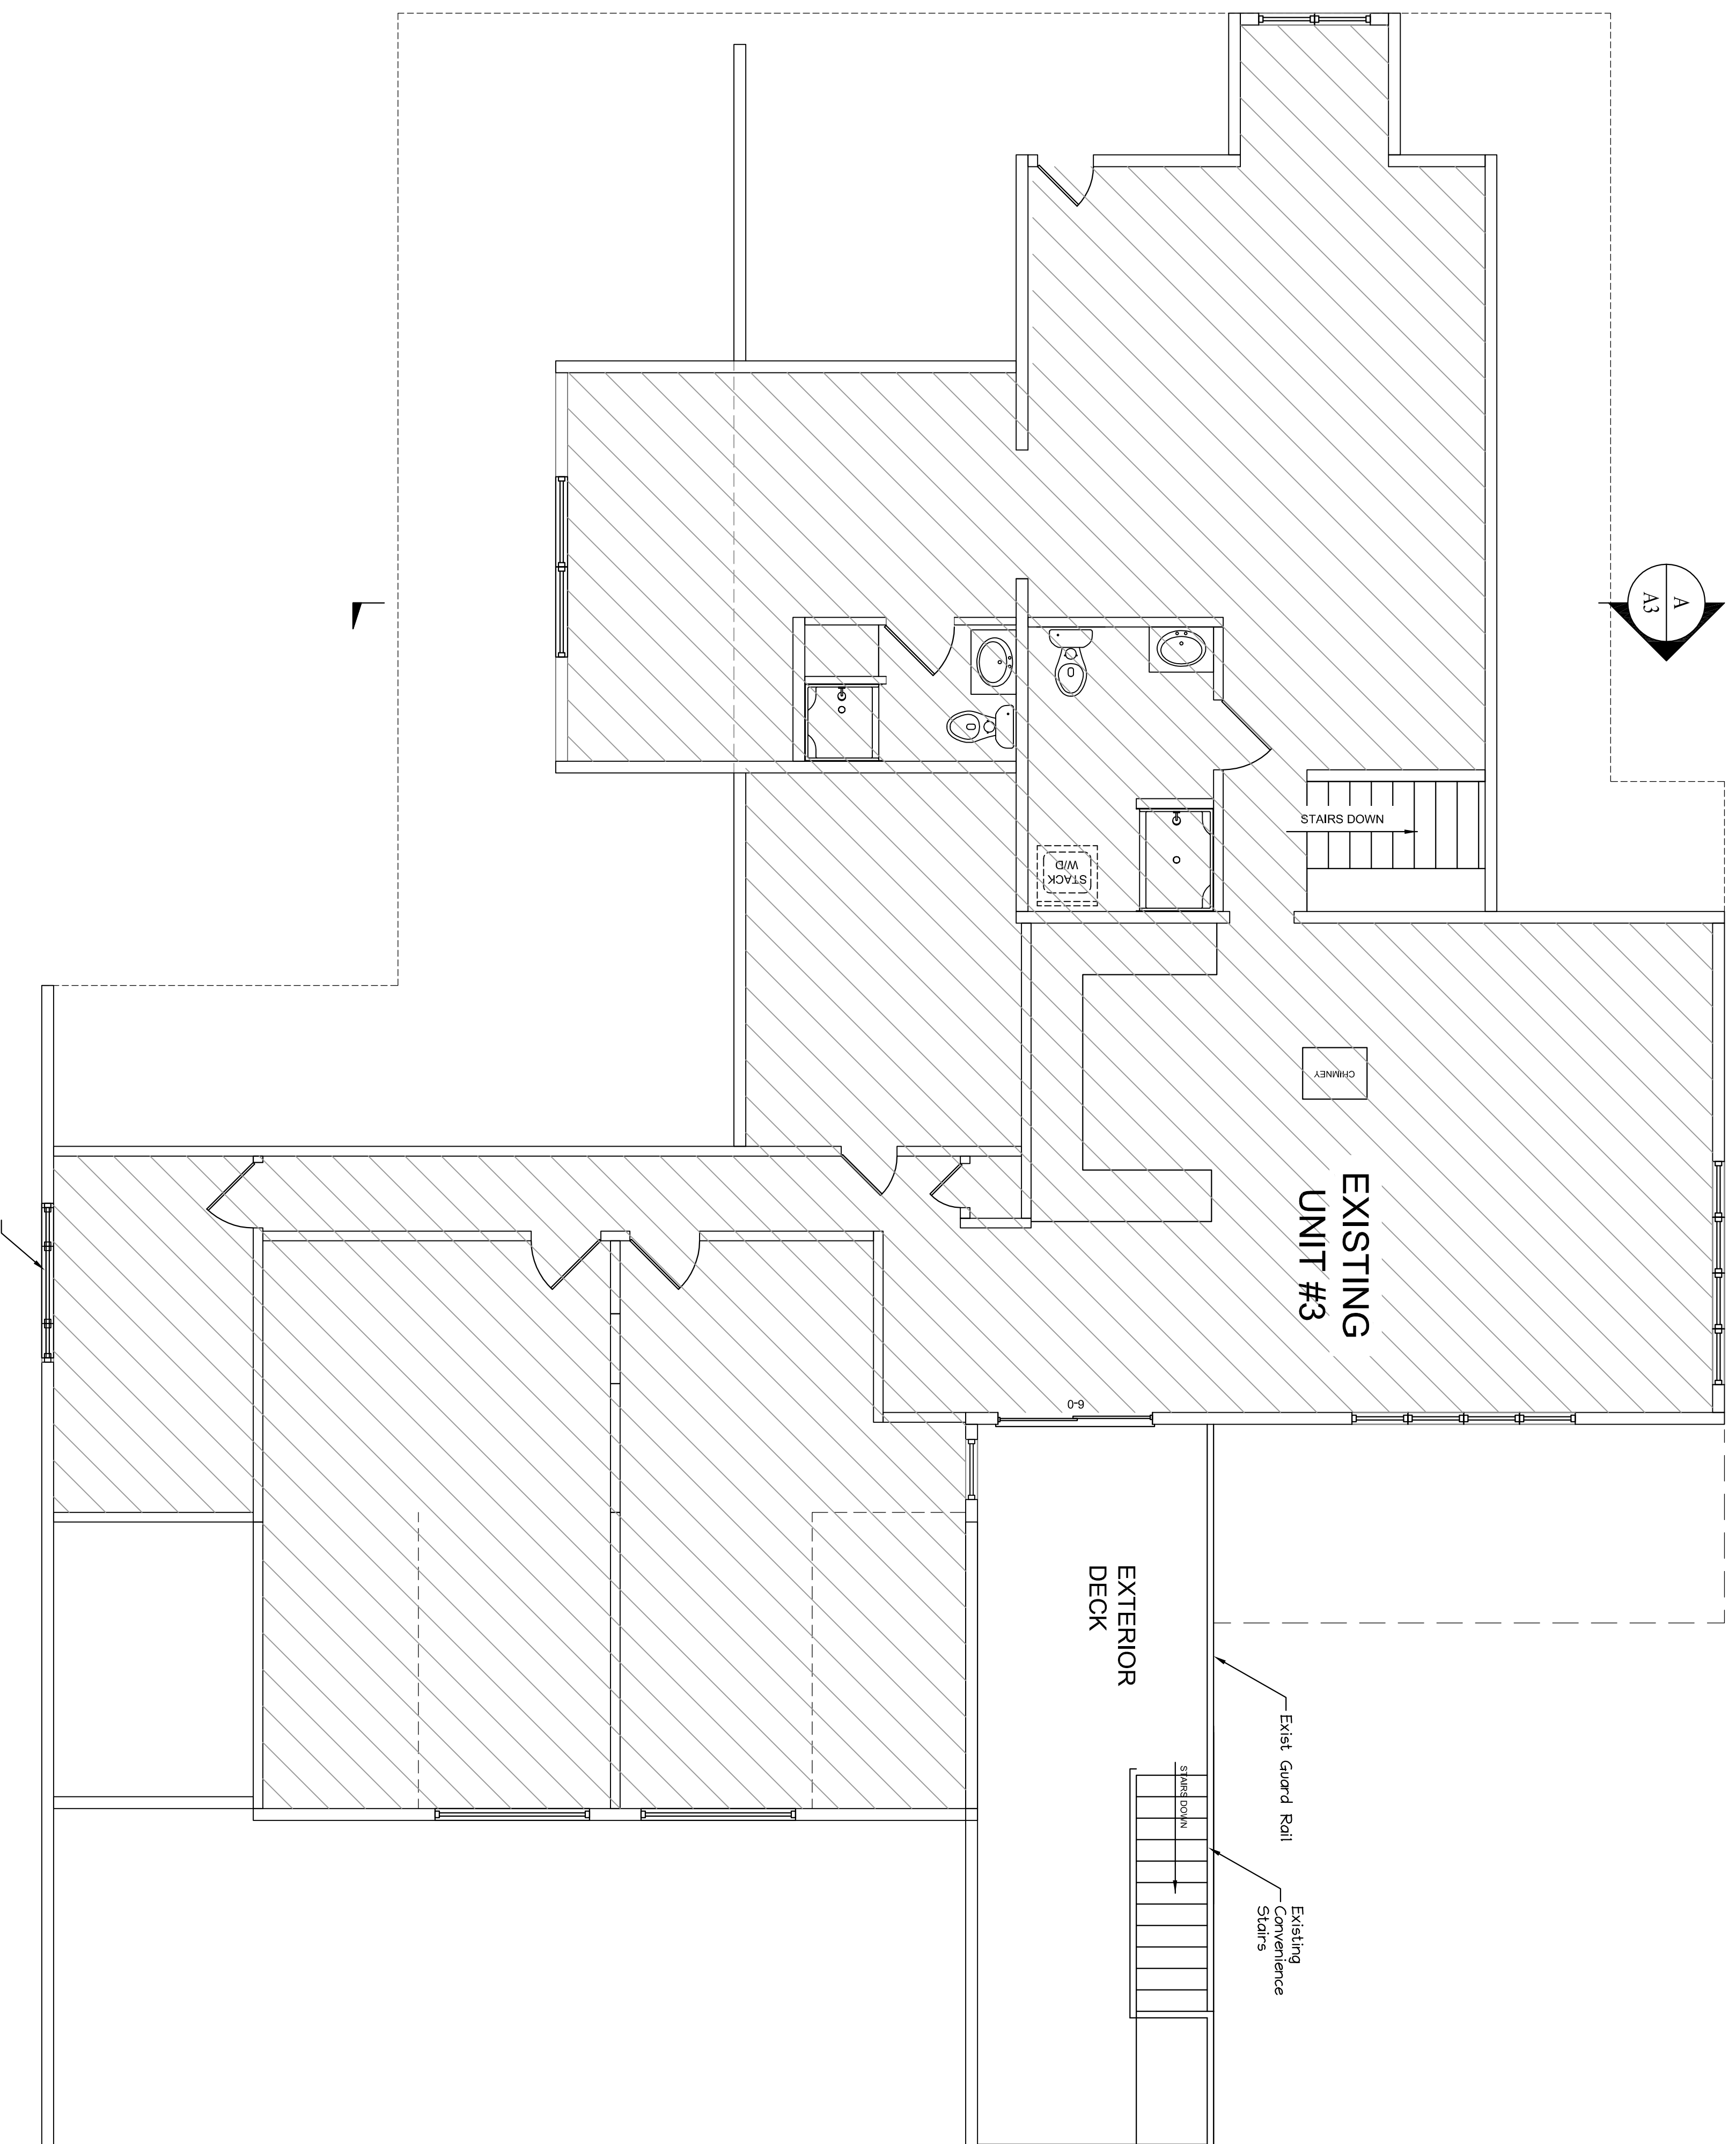 A
A3
STAIRS DOWN
STACK
W/D
CHIMNEY
EXISTING
UNIT #3
6-0
EXTERIOR
DECK
Exist Guard Rail
STAIRS DOWN
Existing
Convenience
Stairs